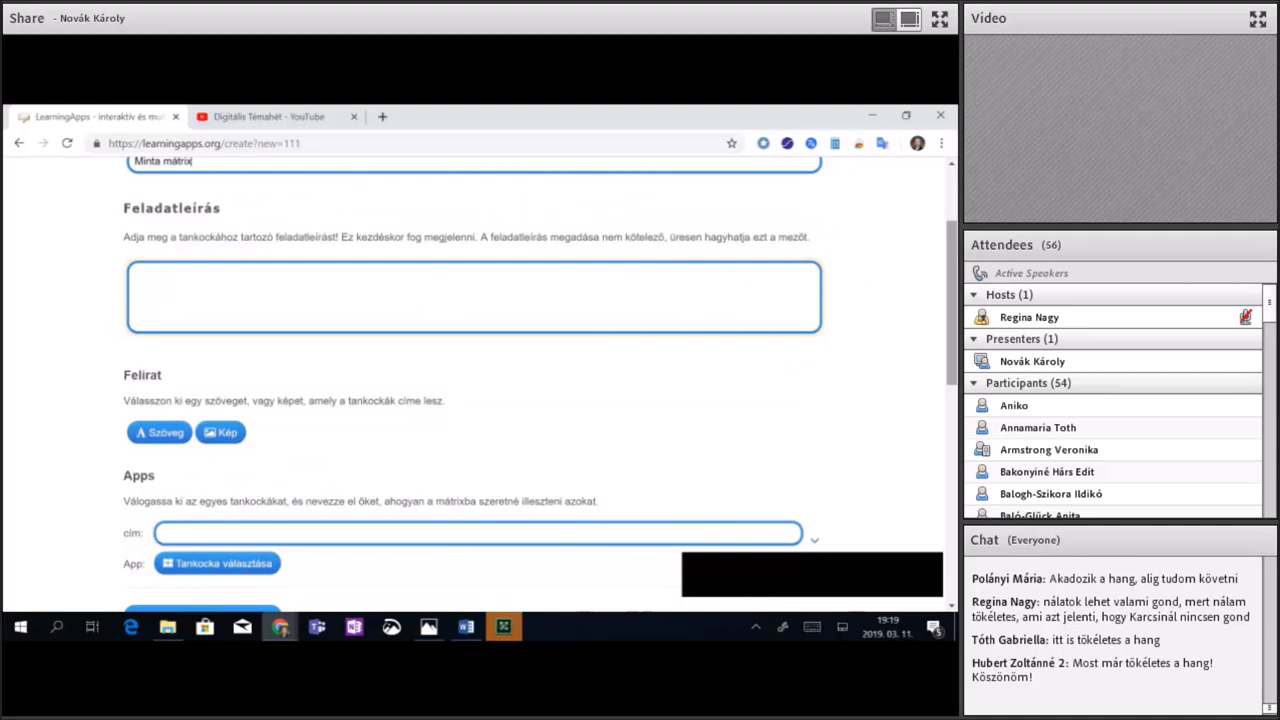 Share - Novák Károly
Video
LearningApps - interaktív és mul
Digitális Témahét - YouTube
https://learningapps.org/create?new=111
Minta mátrix
Feladatleírás
Adja meg a tankockához tartozó feladatleírást! Ez kezdéskor fog megjelenni. A feladatleírás megadása nem kötelező, üresen hagyhatja ezt a mezőt.
Felirat
Válasszon ki egy szöveget, vagy képet, amely a tankockák címe lesz.
A Szöveg
Kép
Apps
Válogassa ki az egyes tankockákat, és nevezze el őket, ahogyan a mátrixba szeretné illeszteni azokat.
cím:
App:
Tankocka választása
19:19
2019. 03. 11.
5
Attendees (56)
Active Speakers
Hosts (1)
Regina Nagy
Presenters (1)
Novák Károly
Participants (54)
Aniko
Annamaria Toth
Armstrong Veronika
Bakonyiné Hárs Edit
Balogh-Szikora Ildikó
Baló-Glück Anita
Chat (Everyone)
Polányi Mária: Akadozik a hang, alig tudom követni
Regina Nagy: nálatok lehet valami gond, mert nálam
tökéletes, ami azt jelenti, hogy Karcsinál nincsen gond
Tóth Gabriella: itt is tökéletes a hang
Hubert Zoltánné 2: Most már tökéletes a hang!
Köszönöm!